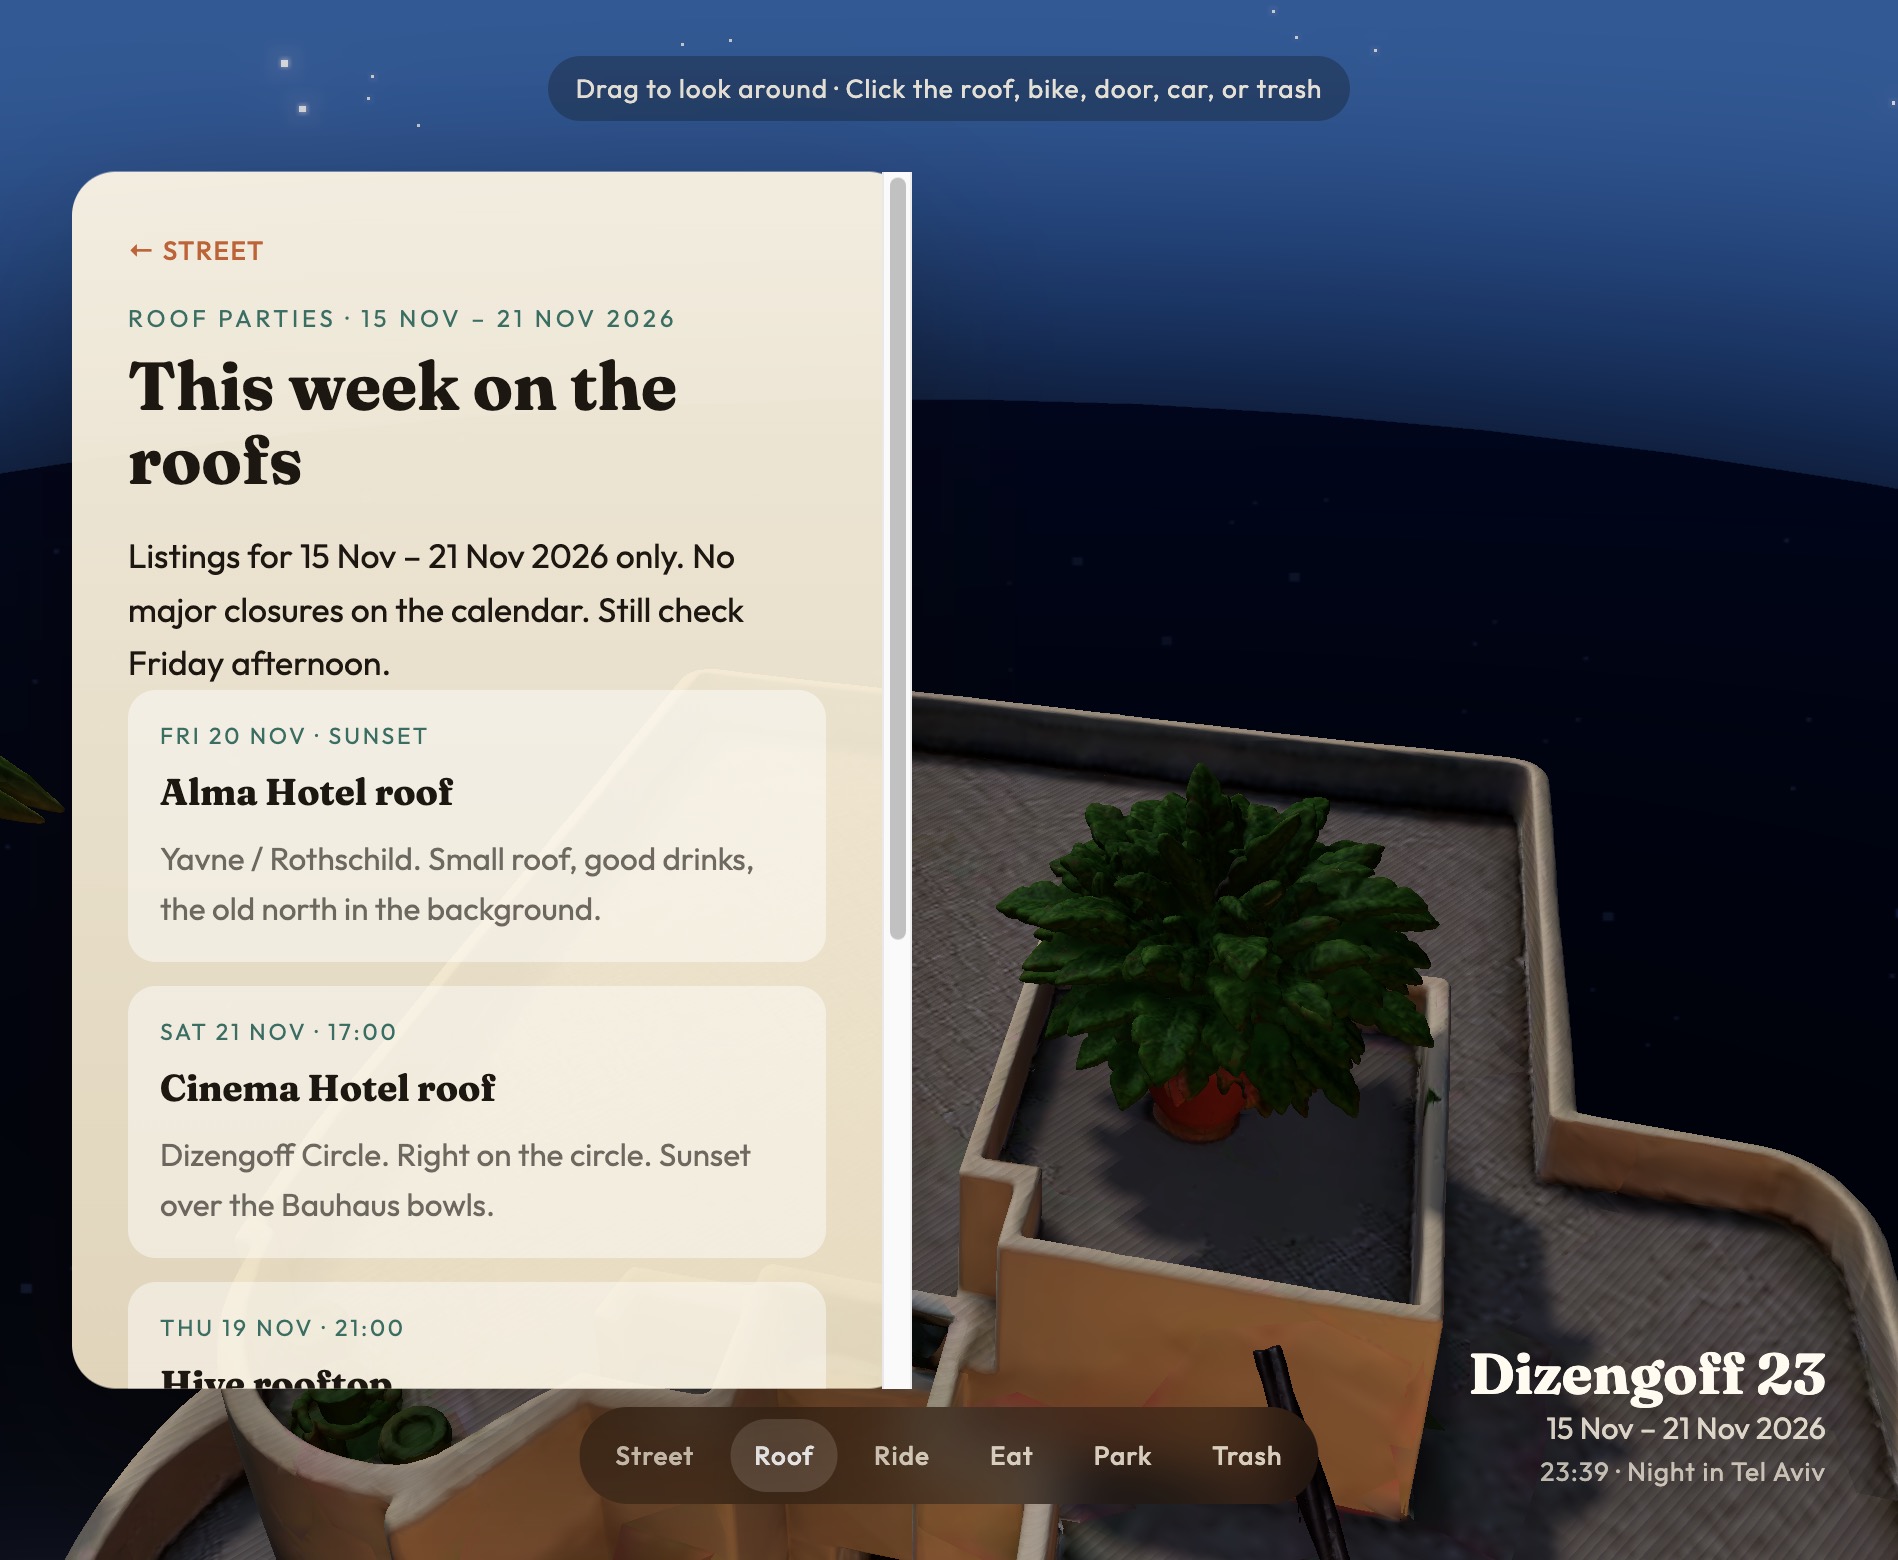 Drag to look around · Click the roof, bike, door, car, or trash
← STREET
ROOF PARTIES · 15 NOV – 21 NOV 2026
This week on the
roofs
Listings for 15 Nov – 21 Nov 2026 only. No
major closures on the calendar. Still check
Friday afternoon.
FRI 20 NOV · SUNSET
Alma Hotel roof
Yavne / Rothschild. Small roof, good drinks,
the old north in the background.
SAT 21 NOV · 17:00
Cinema Hotel roof
Dizengoff Circle. Right on the circle. Sunset
over the Bauhaus bowls.
THU 19 NOV · 21:00
Hive rooftop
Street Roof Ride Eat Park Trash
Dizengoff 23
15 Nov – 21 Nov 2026
23:39 · Night in Tel Aviv